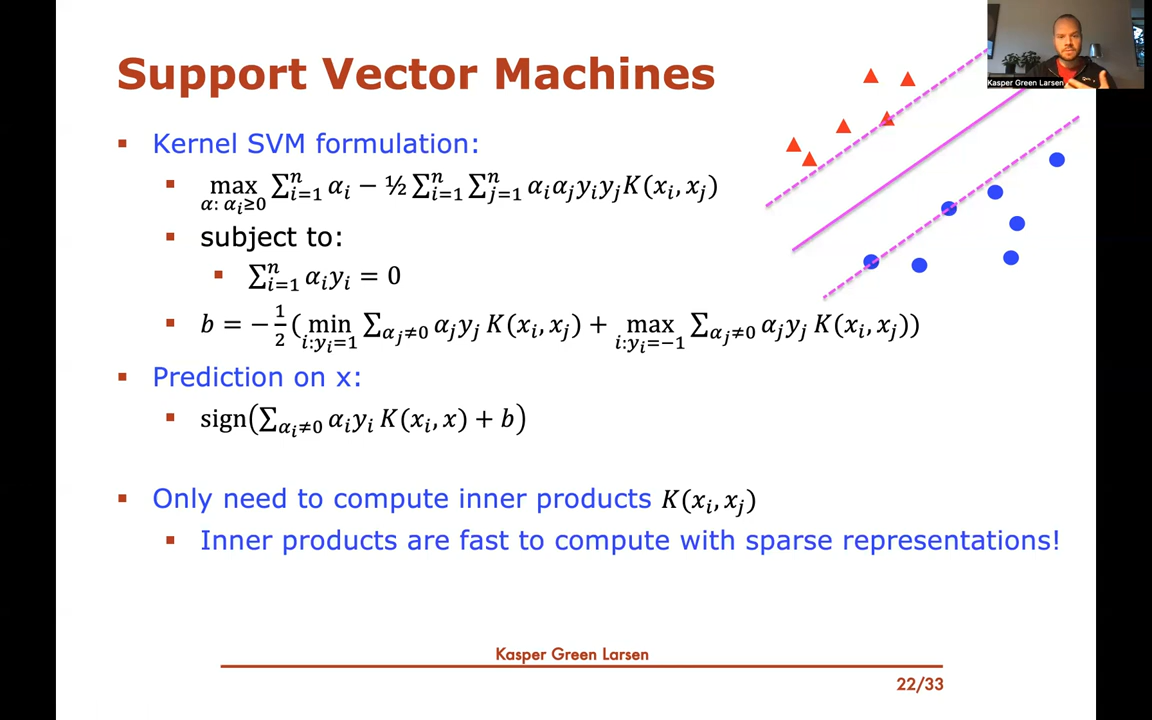 Support Vector Machines
Kasper Green Larsen
▪ Kernel SVM formulation:
▪ max_{α: α_i≥0} ∑_{i=1}^{n} α_i − ½ ∑_{i=1}^{n} ∑_{j=1}^{n} α_i α_j y_i y_j K(x_i, x_j)
▪ subject to:
▪ ∑_{i=1}^{n} α_i y_i = 0
▪ b = −1/2 (min_{i:y_i=1} ∑_{α_j≠0} α_j y_j K(x_i, x_j) + max_{i:y_i=−1} ∑_{α_j≠0} α_j y_j K(x_i, x_j))
▪ Prediction on x:
▪ sign(∑_{α_i≠0} α_i y_i K(x_i, x) + b)
▪ Only need to compute inner products K(x_i, x_j)
▪ Inner products are fast to compute with sparse representations!
Kasper Green Larsen
22/33